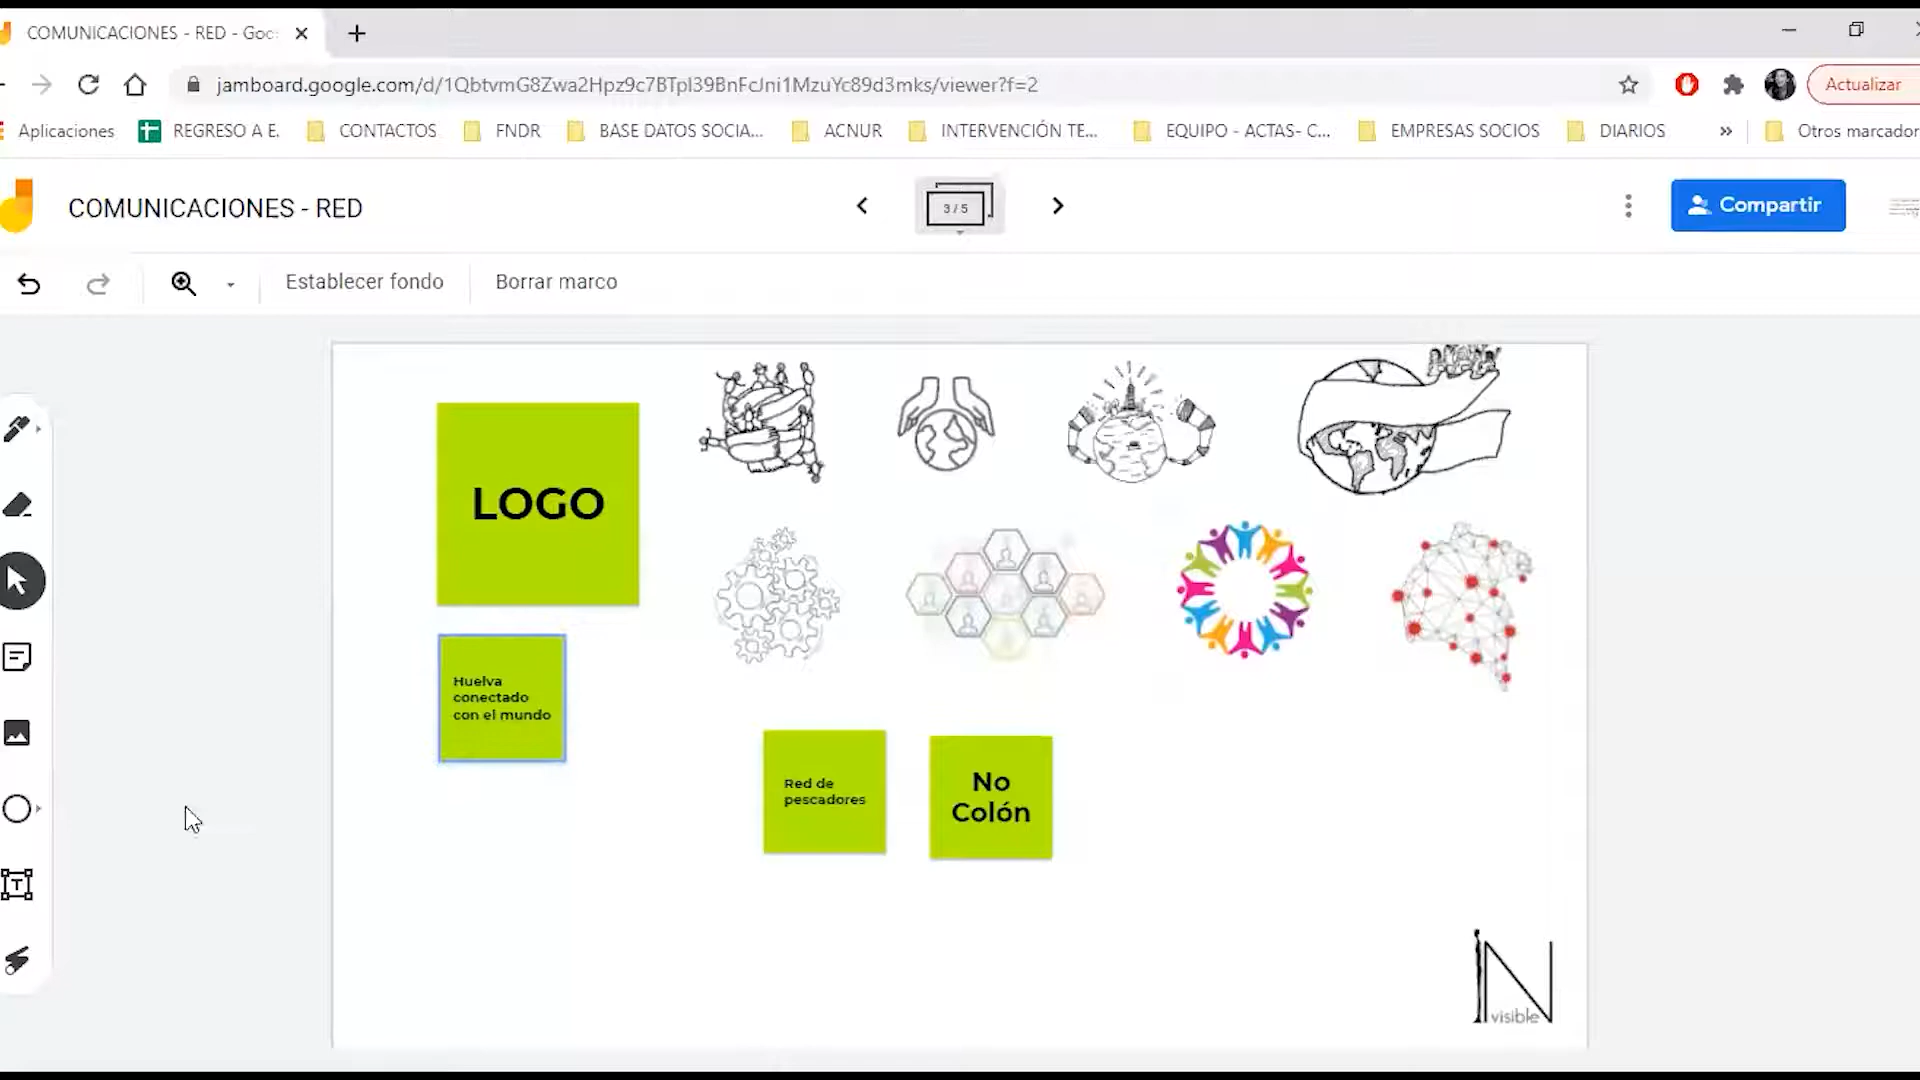 COMUNICACIONES - RED - Goo
jamboard.google.com/d/1QbtvmG8Zwa2Hpz9c7BTpl39BnFcJni1MzuYc89d3mks/viewer?f=2
Actualizar
Aplicaciones
REGRESO A E.
CONTACTOS
FNDR
BASE DATOS SOCIA...
ACNUR
INTERVENCIÓN TE...
EQUIPO - ACTAS- C...
EMPRESAS SOCIOS
DIARIOS
»
Otros marcador
COMUNICACIONES - RED
3 / 5
Compartir
Establecer fondo
Borrar marco
LOGO
Huelva
conectado
con el mundo
Red de
pescadores
No
Colón
IN
visible